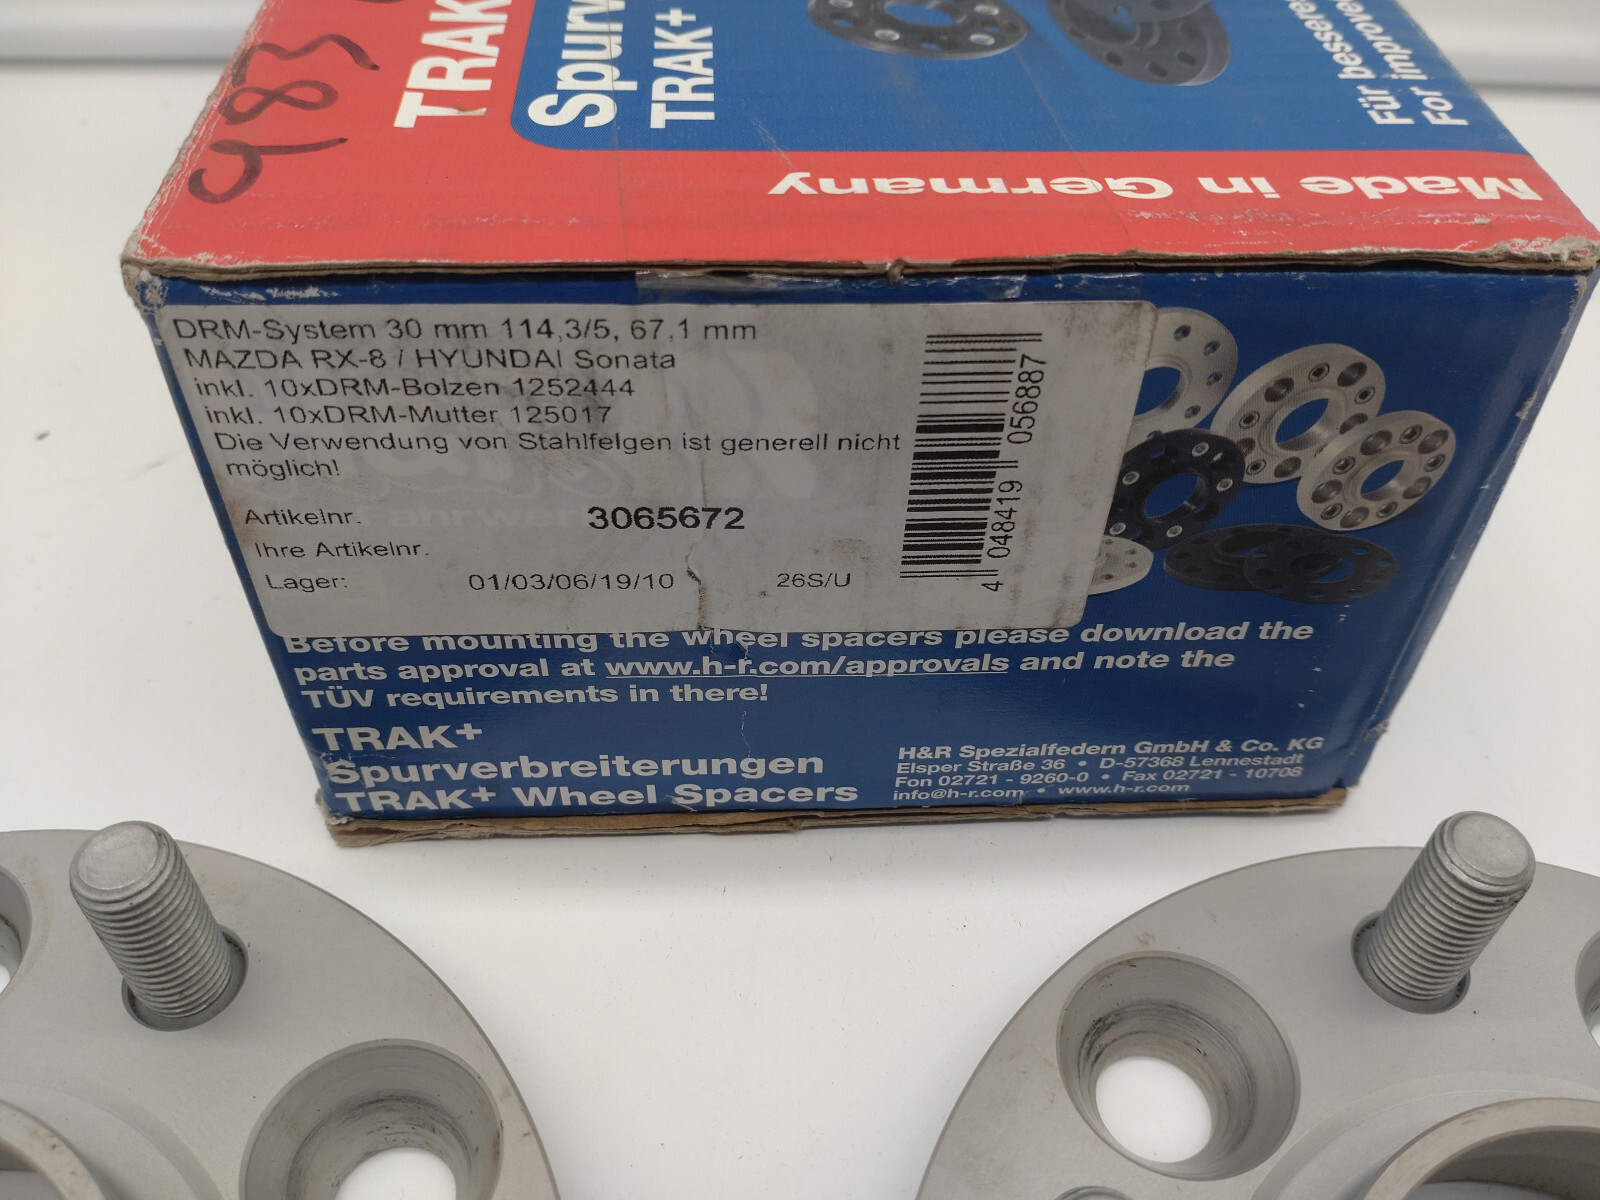 983
TRAK
Spurv
TRAK+
Für bessere
For improve
Made in Germany
DRM-System 30 mm 114,3/5, 67,1 mm
MAZDA RX-8 / HYUNDAI Sonata
inkl. 10xDRM-Bolzen 1252444
inkl. 10xDRM-Mutter 125017
Die Verwendung von Stahlfelgen ist generell nicht
möglich!
Artikelnr. 3065672
Ihre Artikelnr.
Lager: 01/03/06/19/10 26S/U
4 048419 056887
Before mounting the wheel spacers please download the
parts approval at www.h-r.com/approvals and note the
TÜV requirements in there!
TRAK+
Spurverbreiterungen
TRAK+ Wheel Spacers
H&R Spezialfedern GmbH & Co. KG
Elsper Straße 36 • D-57368 Lennestadt
Fon 02721 - 9260-0 • Fax 02721 - 10708
info@h-r.com • www.h-r.com